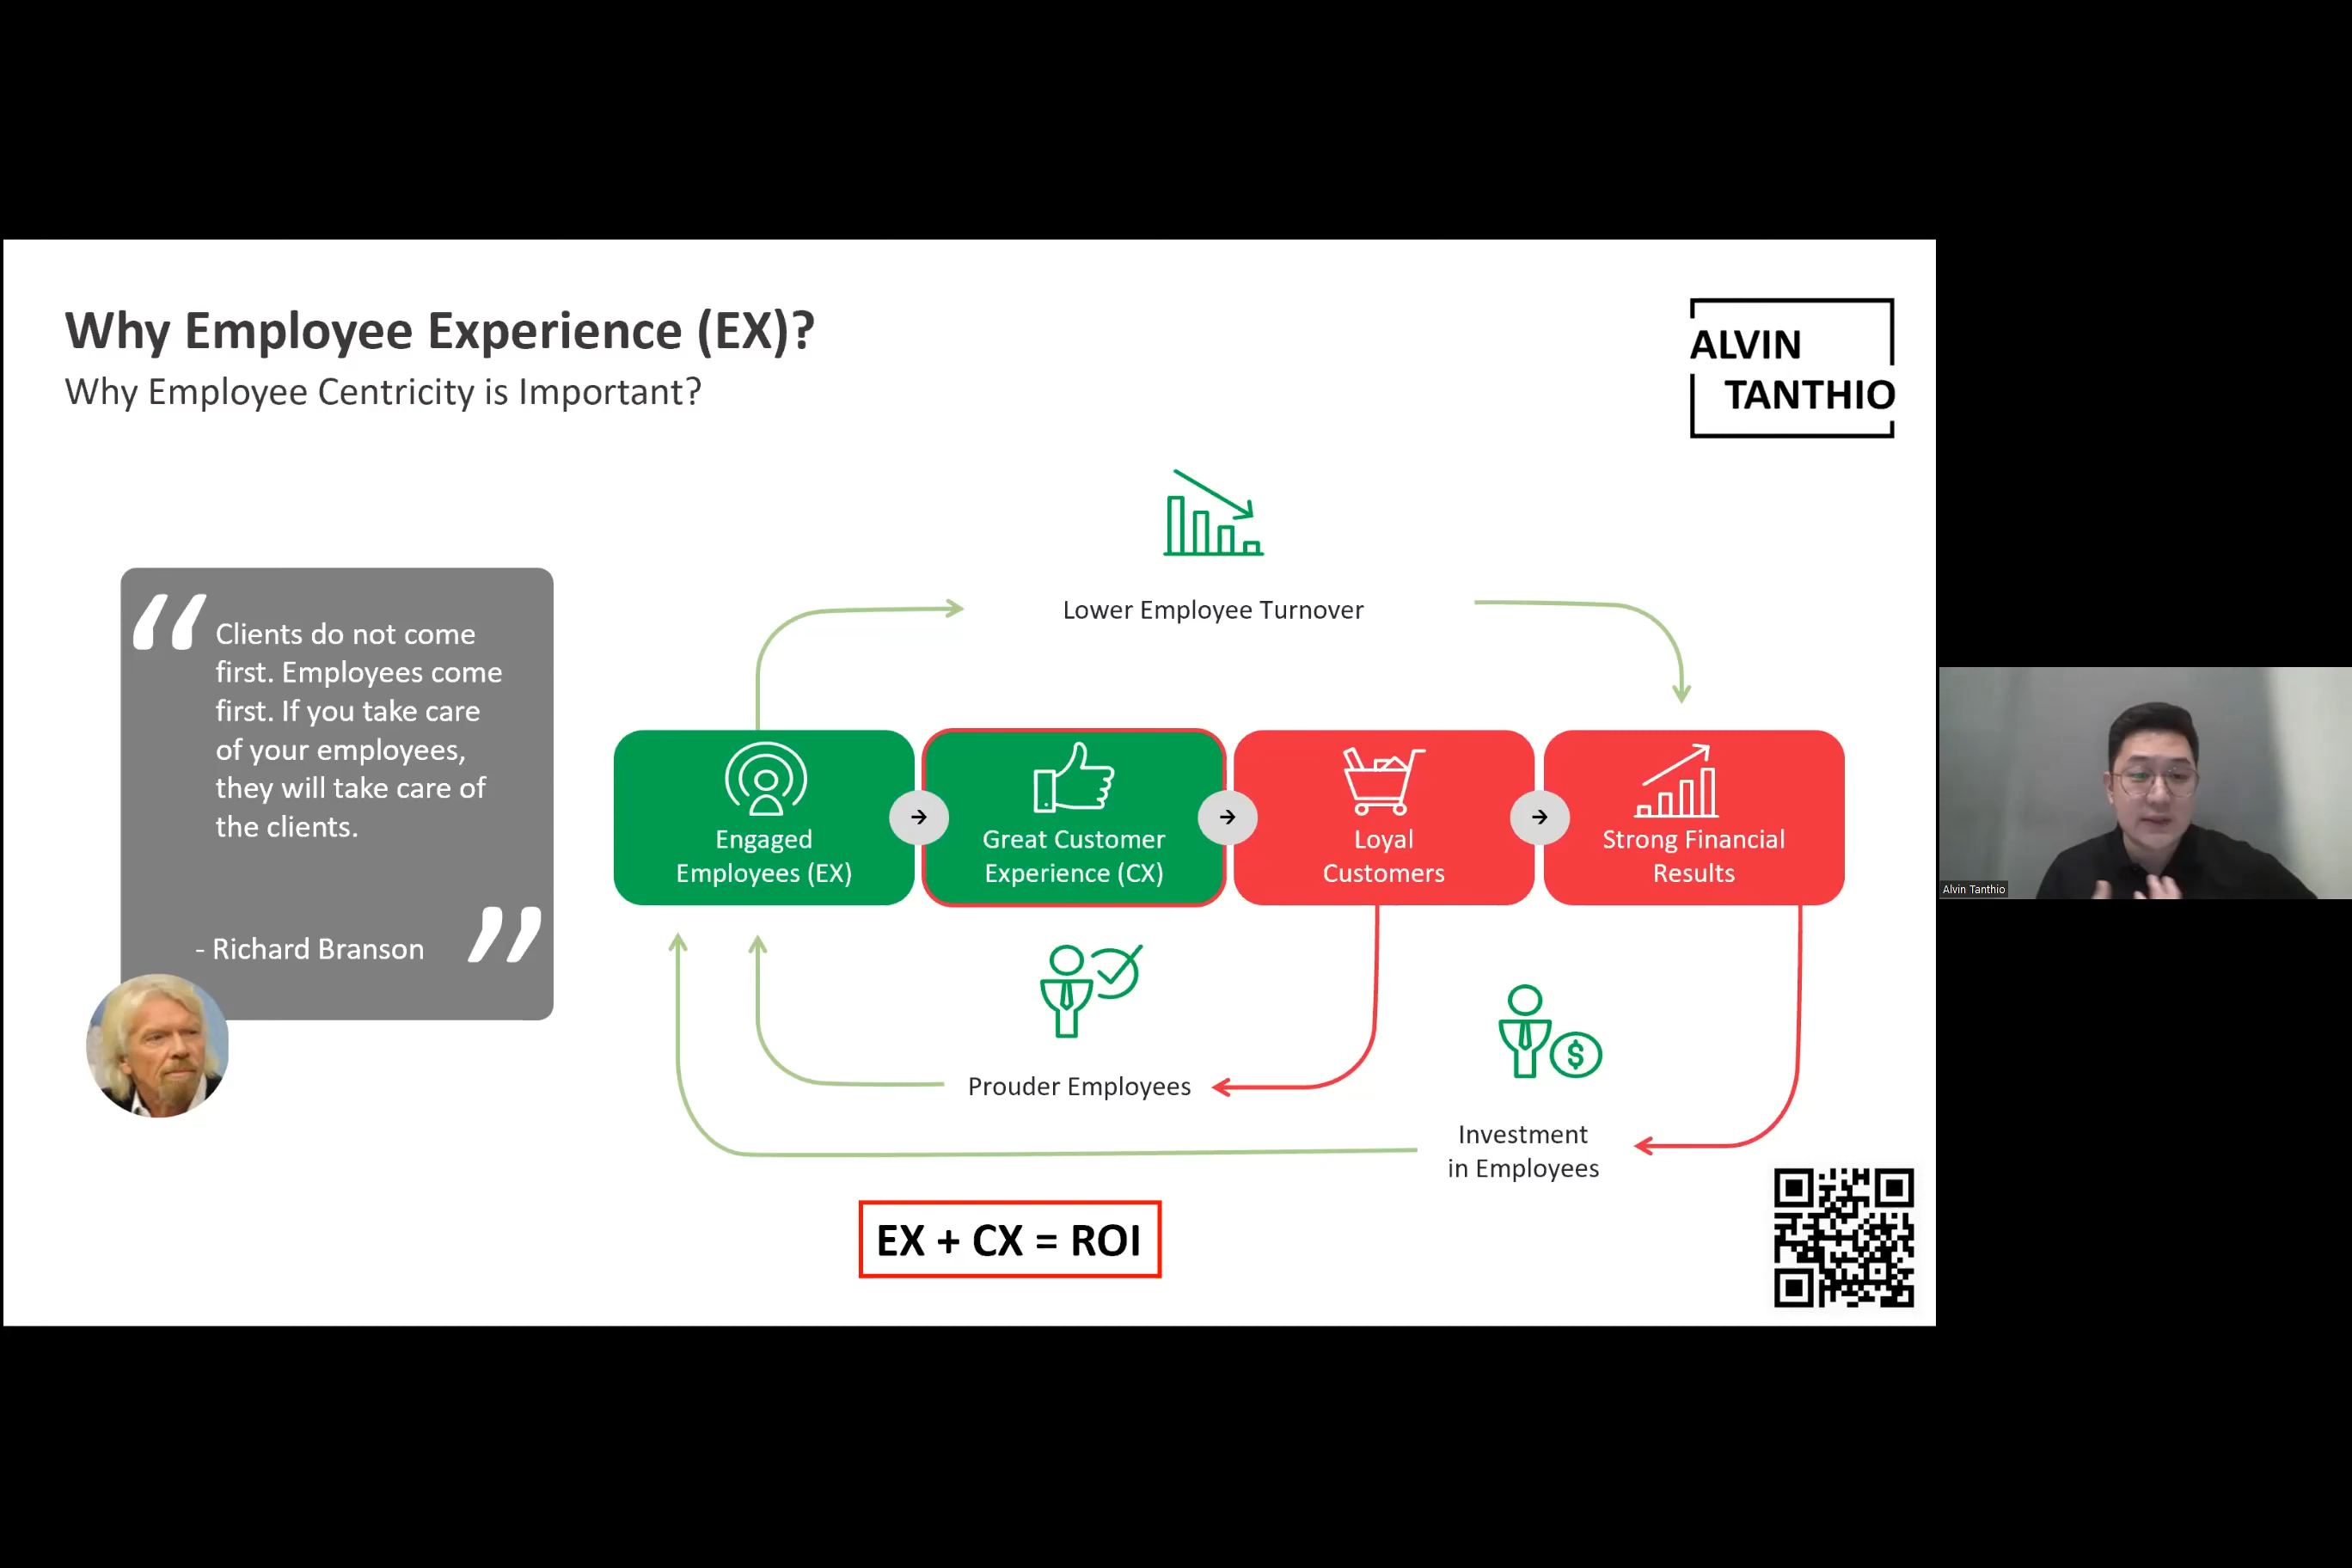 Why Employee Experience (EX)?
Why Employee Centricity is Important?
ALVIN
TANTHIO
“
Clients do not come
first. Employees come
first. If you take care
of your employees,
they will take care of
the clients.
- Richard Branson
”
Lower Employee Turnover
Engaged
Employees (EX)
Great Customer
Experience (CX)
Loyal
Customers
Strong Financial
Results
Prouder Employees
$
Investment
in Employees
EX + CX = ROI
Alvin Tanthio